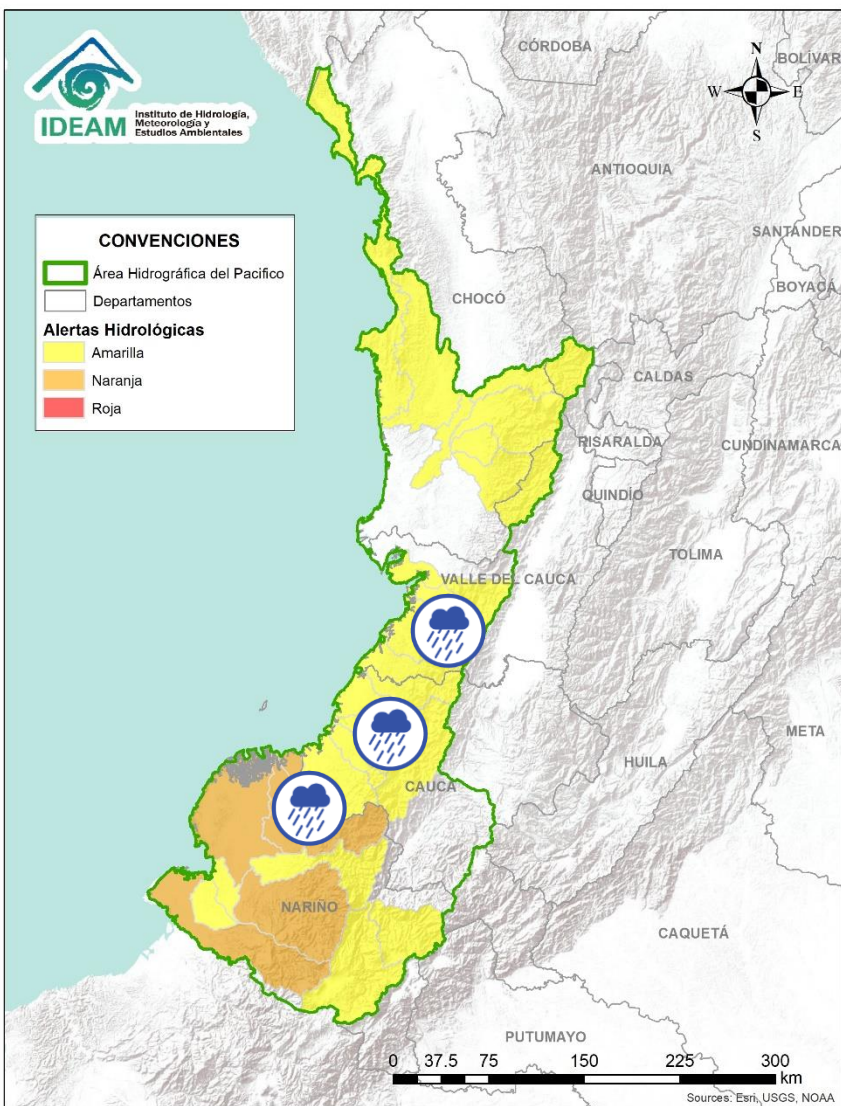 IDEAM
Instituto de Hidrología,
Meteorología y
Estudios Ambientales
CONVENCIONES
Área Hidrográfica del Pacifico
Departamentos
Alertas Hidrológicas
Amarilla
Naranja
Roja
N
W
E
S
CÓRDOBA
BOLÍVAR
ANTIOQUIA
SANTANDER
BOYACÁ
CHOCÓ
CALDAS
RISARALDA
CUNDINAMARCA
QUINDÍO
TOLIMA
VALLE DEL CAUCA
META
HUILA
CAUCA
NARIÑO
CAQUETÁ
PUTUMAYO
0 37.5 75 150 225 300
km
Sources: Esri, USGS, NOAA